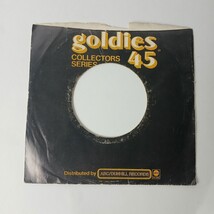 goldies
COLLECTORS 45
SERIES
Distributed by ABC/DUNHILL RECORDS